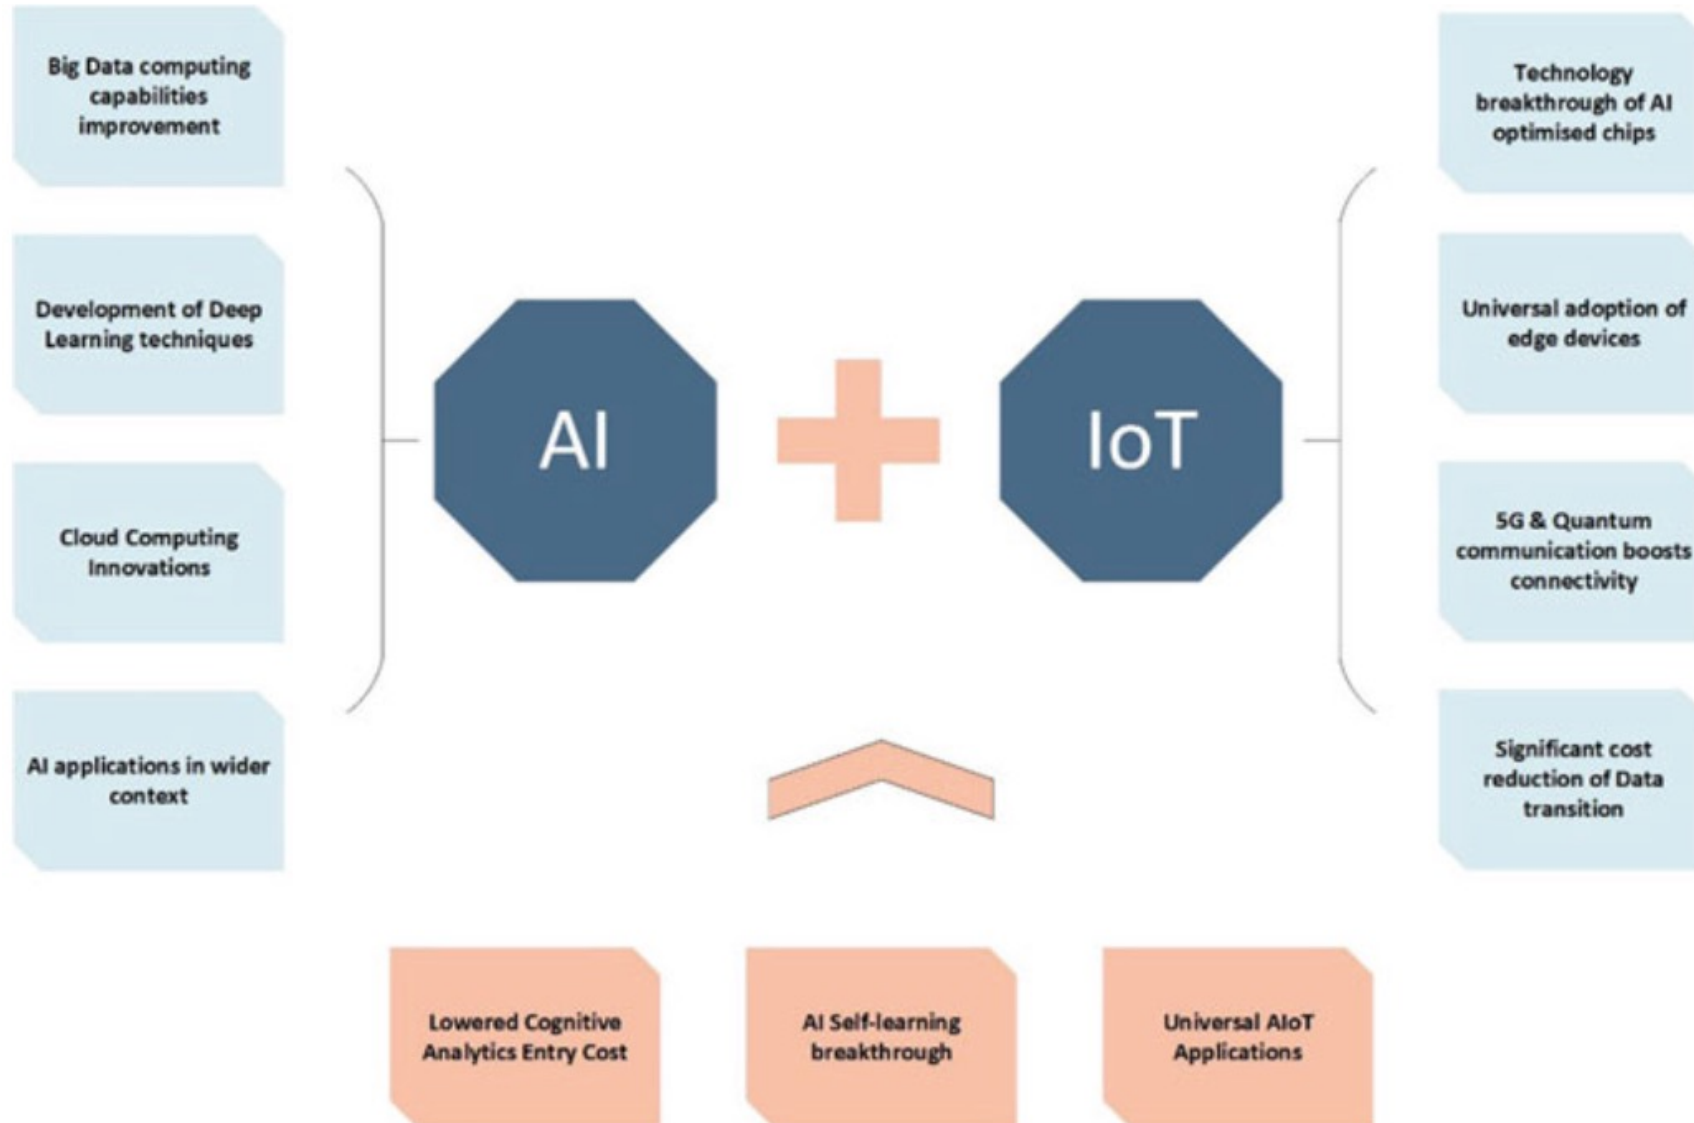 Big Data computing
capabilities
improvement
Development of Deep
Learning techniques
Cloud Computing
Innovations
AI applications in wider
context
AI
IoT
Technology
breakthrough of AI
optimised chips
Universal adoption of
edge devices
5G & Quantum
communication boosts
connectivity
Significant cost
reduction of Data
transition
Lowered Cognitive
Analytics Entry Cost
AI Self-learning
breakthrough
Universal AIoT
Applications